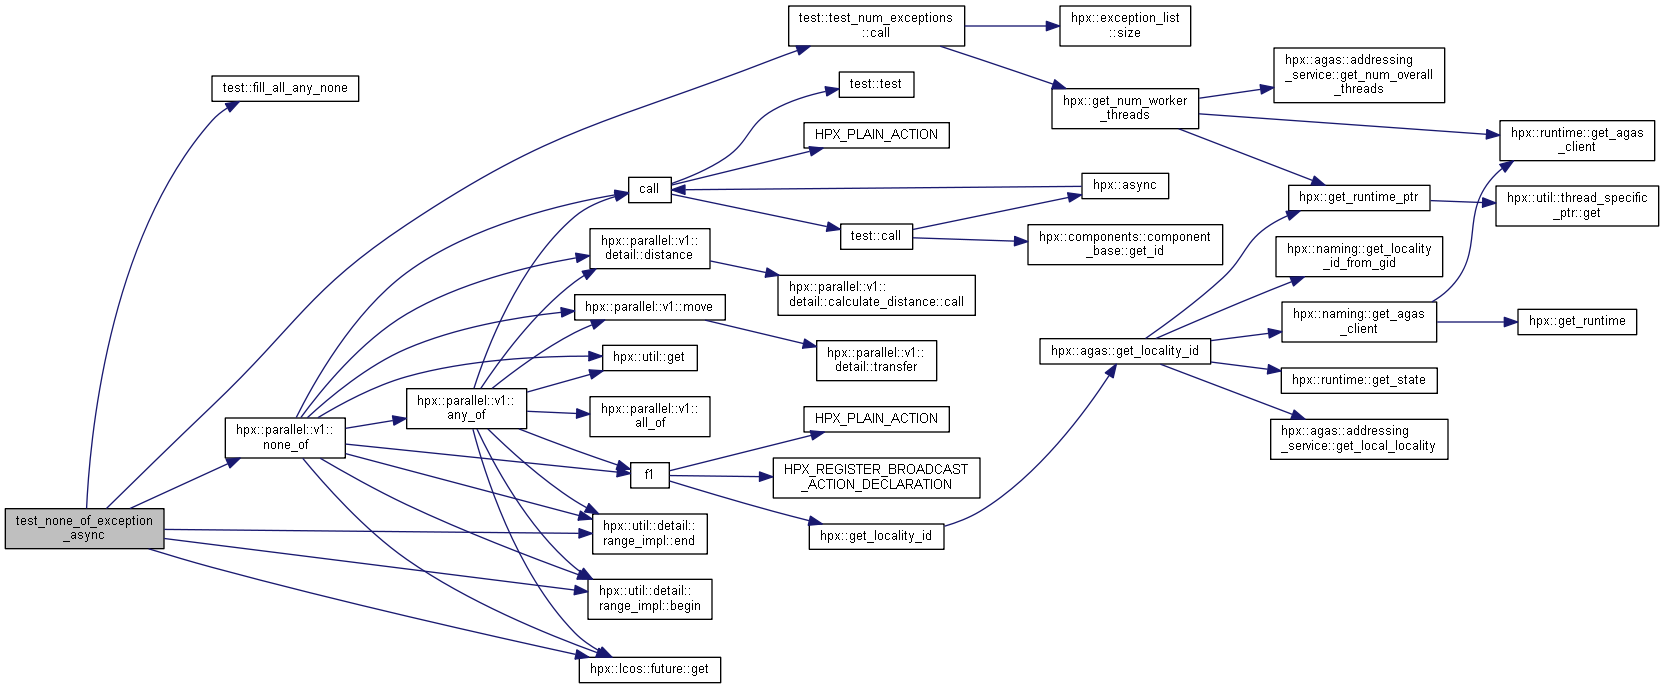 test::test_num_exceptions
::call
hpx::exception_list
::size
test::fill_all_any_none
test::test
hpx::agas::addressing
_service::get_num_overall
_threads
hpx::get_num_worker
_threads
HPX_PLAIN_ACTION
hpx::runtime::get_agas
_client
call
hpx::async
hpx::get_runtime_ptr
hpx::util::thread_specific
_ptr::get
test::call
hpx::components::component
_base::get_id
hpx::parallel::v1::
detail::distance
hpx::naming::get_locality
_id_from_gid
hpx::parallel::v1::
detail::calculate_distance::call
hpx::parallel::v1::move
hpx::naming::get_agas
_client
hpx::get_runtime
hpx::util::get
hpx::parallel::v1::
detail::transfer
hpx::agas::get_locality_id
hpx::runtime::get_state
hpx::parallel::v1::
any_of
hpx::parallel::v1::
all_of
HPX_PLAIN_ACTION
hpx::parallel::v1::
none_of
hpx::agas::addressing
_service::get_local_locality
f1
HPX_REGISTER_BROADCAST
_ACTION_DECLARATION
test_none_of_exception
_async
hpx::util::detail::
range_impl::end
hpx::get_locality_id
hpx::util::detail::
range_impl::begin
hpx::lcos::future::get